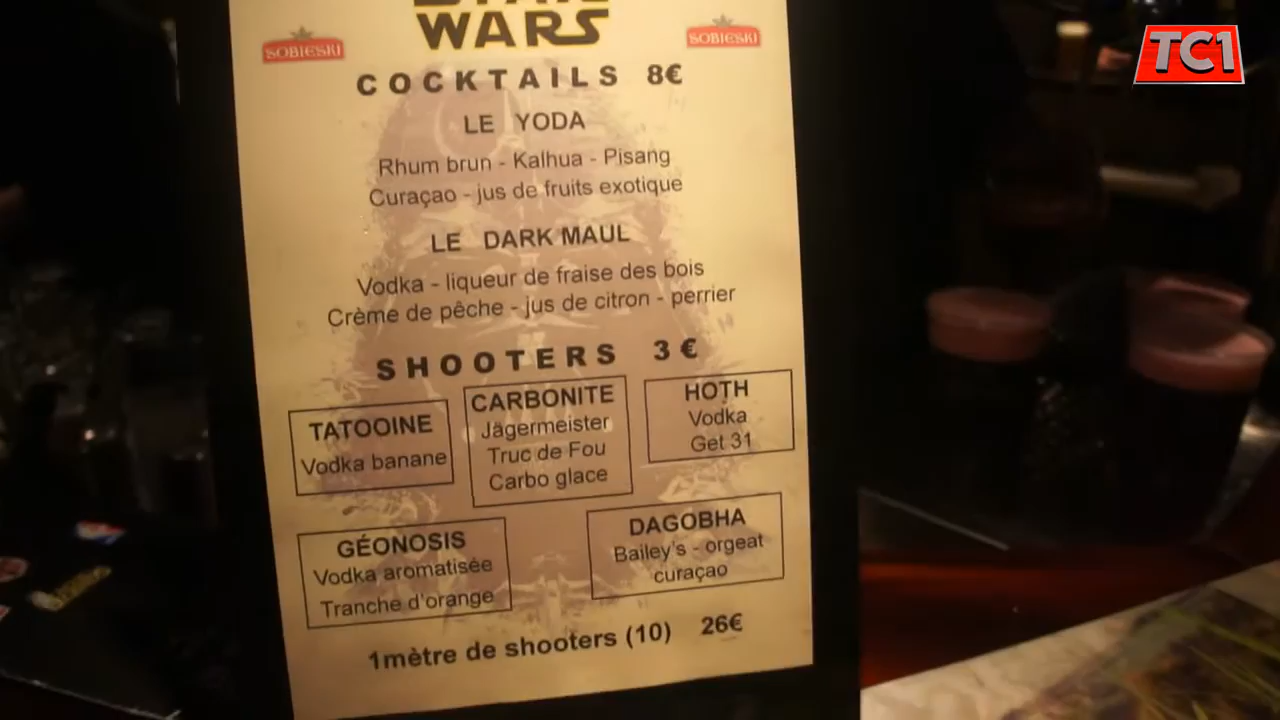 STAR
WARS
SOBIESKI
SOBIESKI
TC1
COCKTAILS 8€
LE YODA
Rhum brun - Kalhua - Pisang
Curaçao - jus de fruits exotique
LE DARK MAUL
Vodka - liqueur de fraise des bois
Crème de pêche - jus de citron - perrier
SHOOTERS 3 €
TATOOINE
Vodka banane
CARBONITE
Jägermeister
Truc de Fou
Carbo glace
HOTH
Vodka
Get 31
GÉONOSIS
Vodka aromatisée
Tranche d'orange
DAGOBHA
Bailey's - orgeat
curaçao
1mètre de shooters (10) 26€